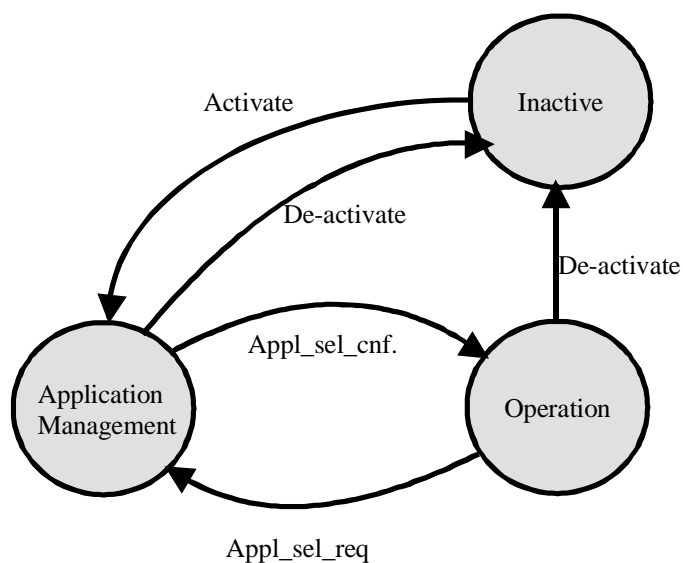 Activate
Inactive
De-activate
De-activate
Appl_sel_cnf.
Application
Management
Operation
Appl_sel_req